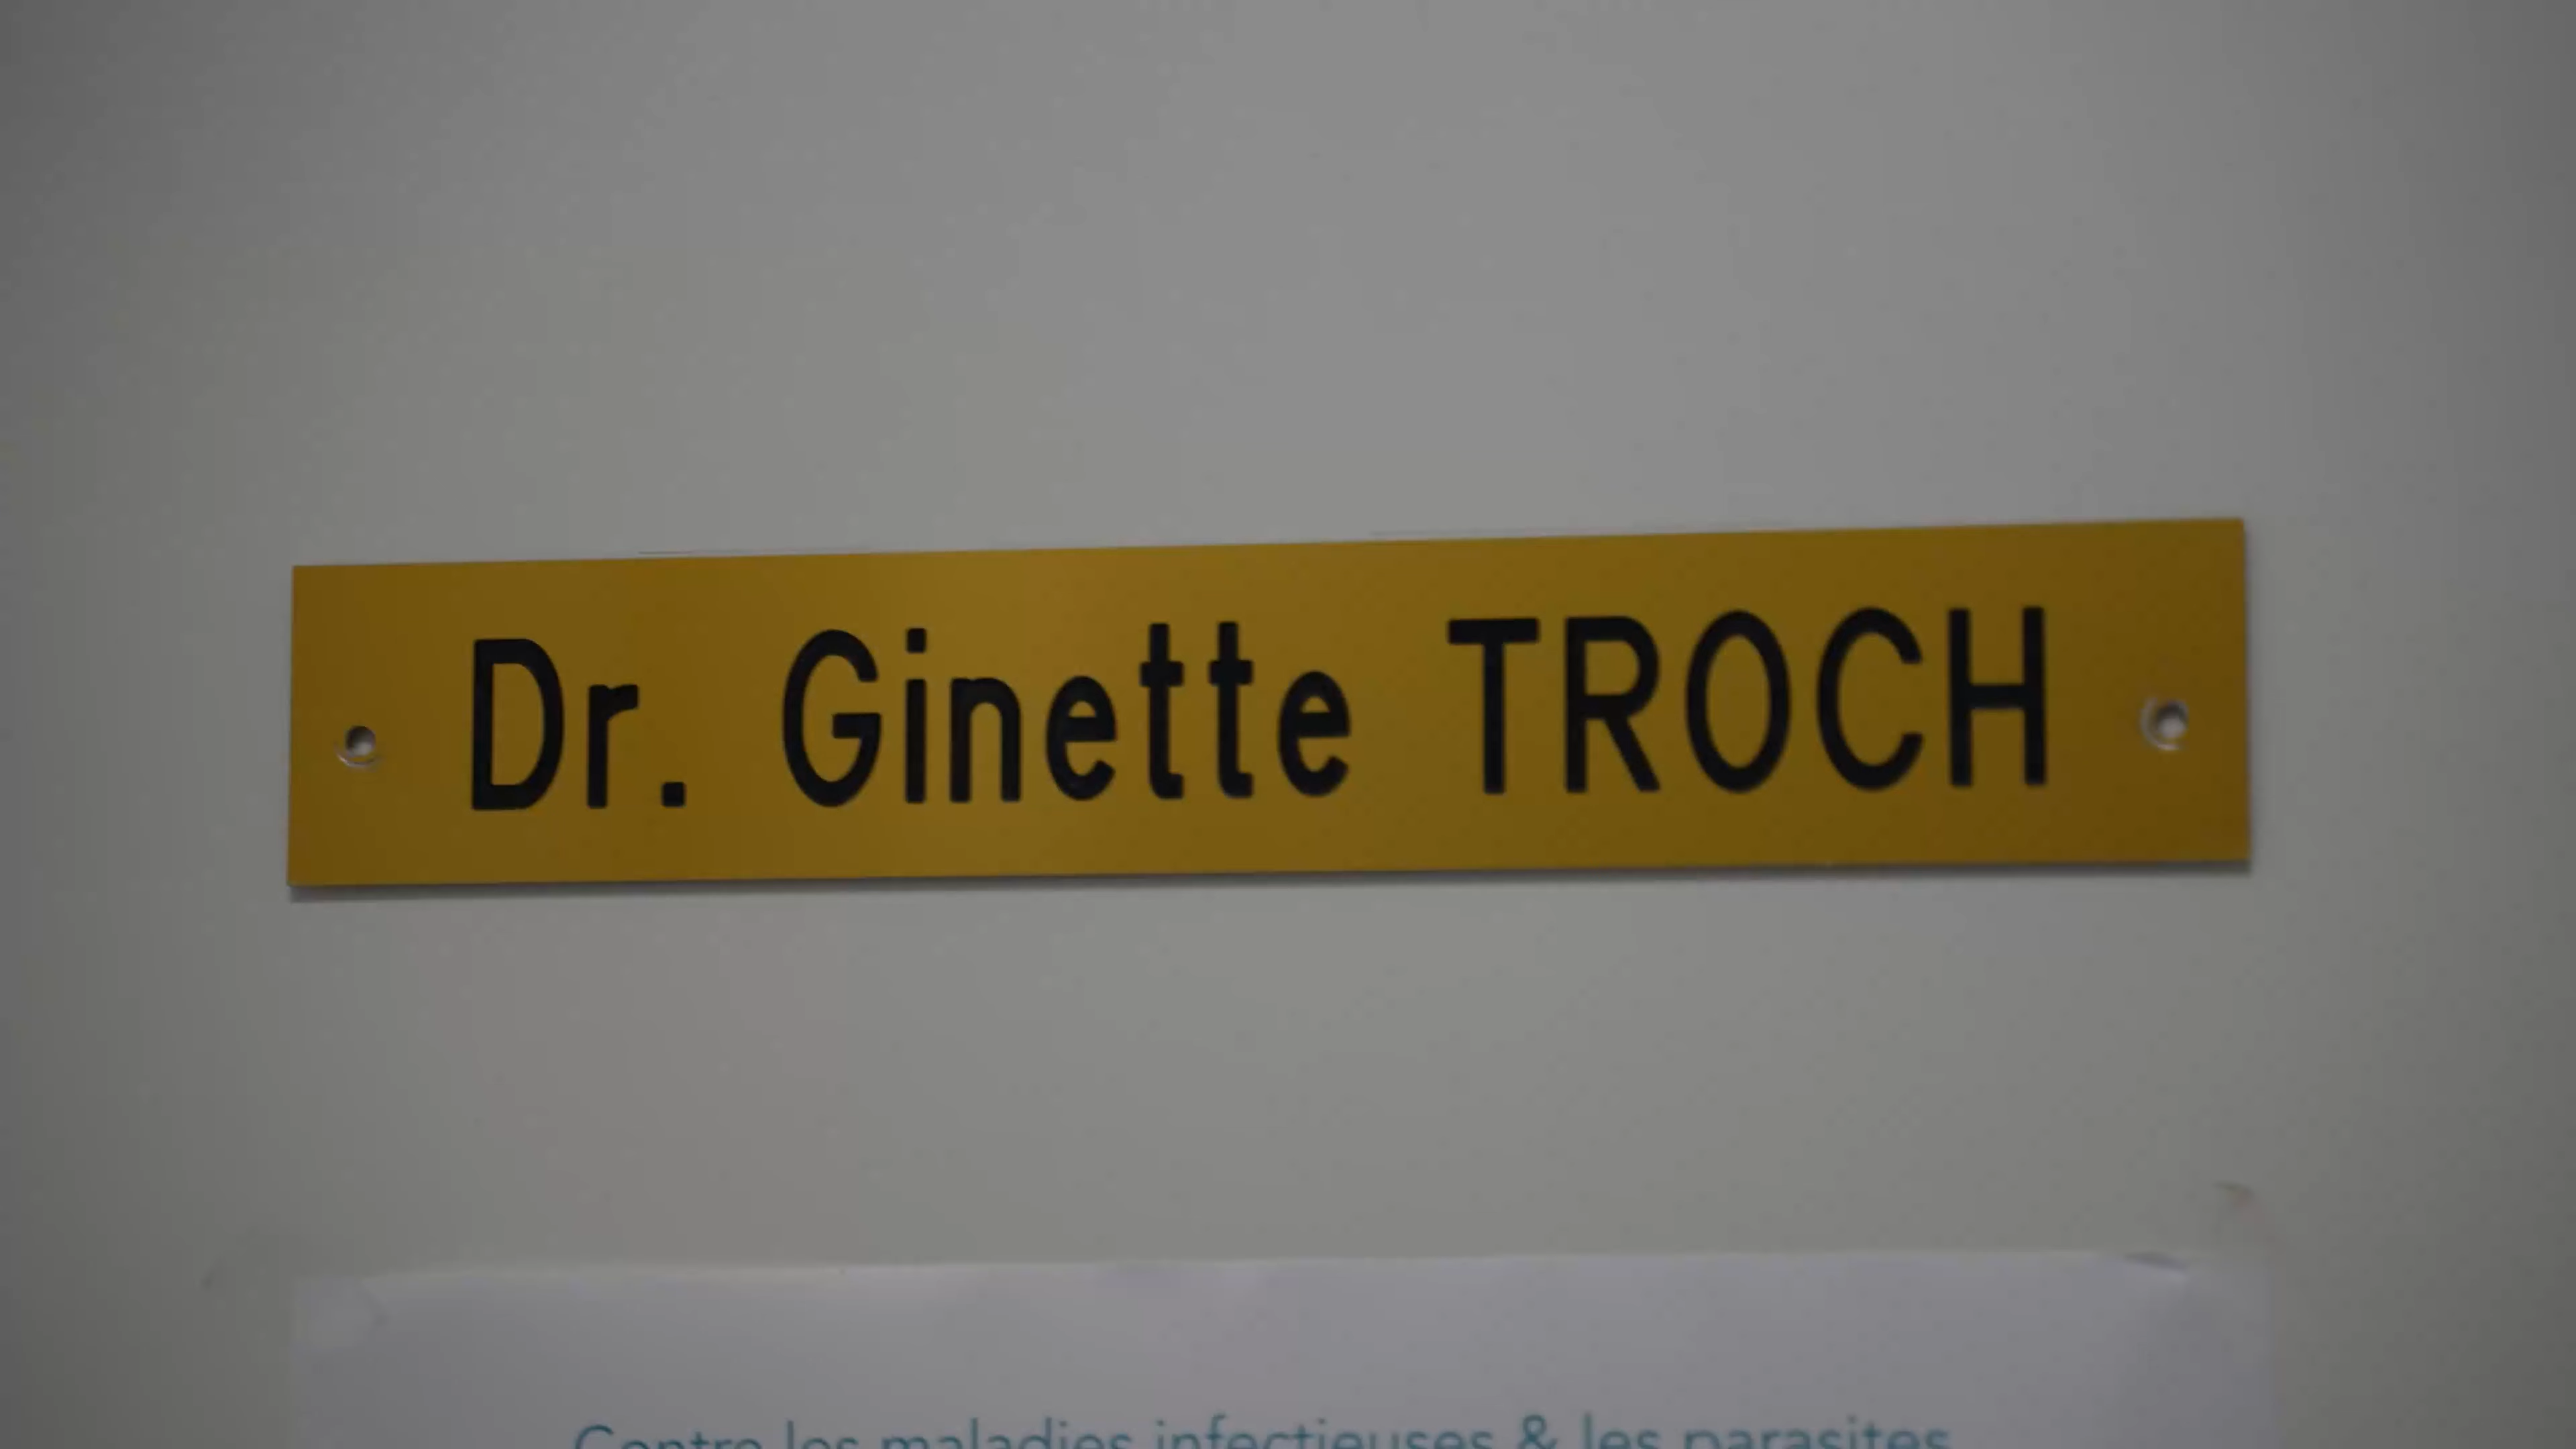 Dr. Ginette TROCH
Contre les maladies infectieuses & les parasites